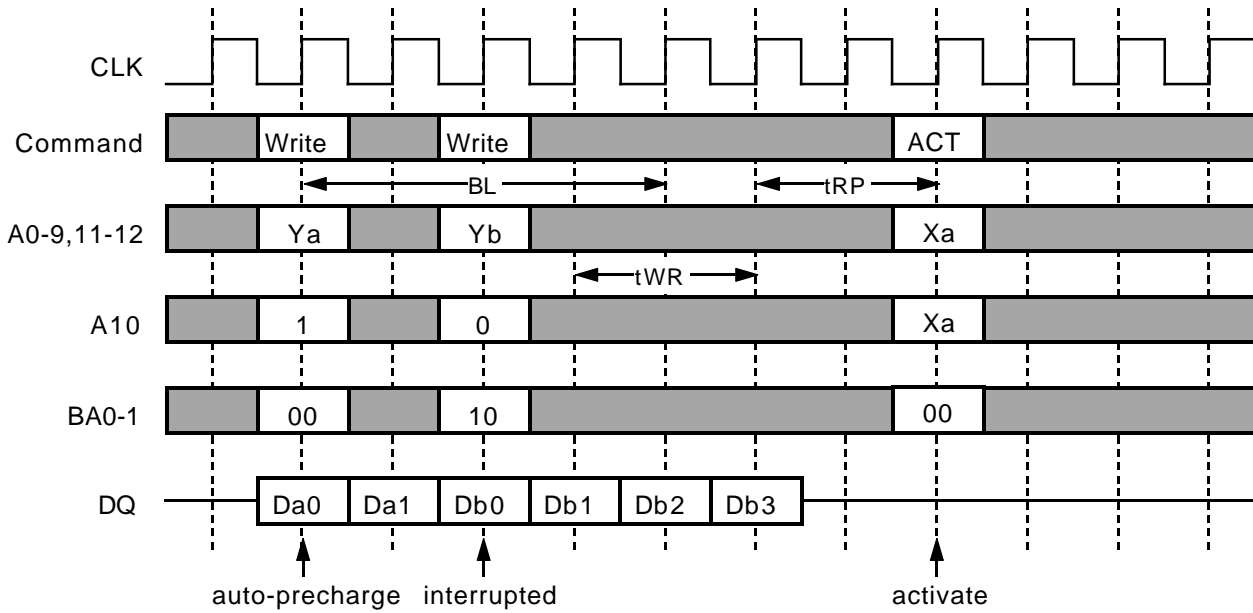 CLK
Command Write Write ACT
BL tRP
A0-9,11-12 Ya Yb Xa
tWR
A10 1 0 Xa
BA0-1 00 10 00
DQ Da0 Da1 Db0 Db1 Db2 Db3
auto-precharge interrupted activate